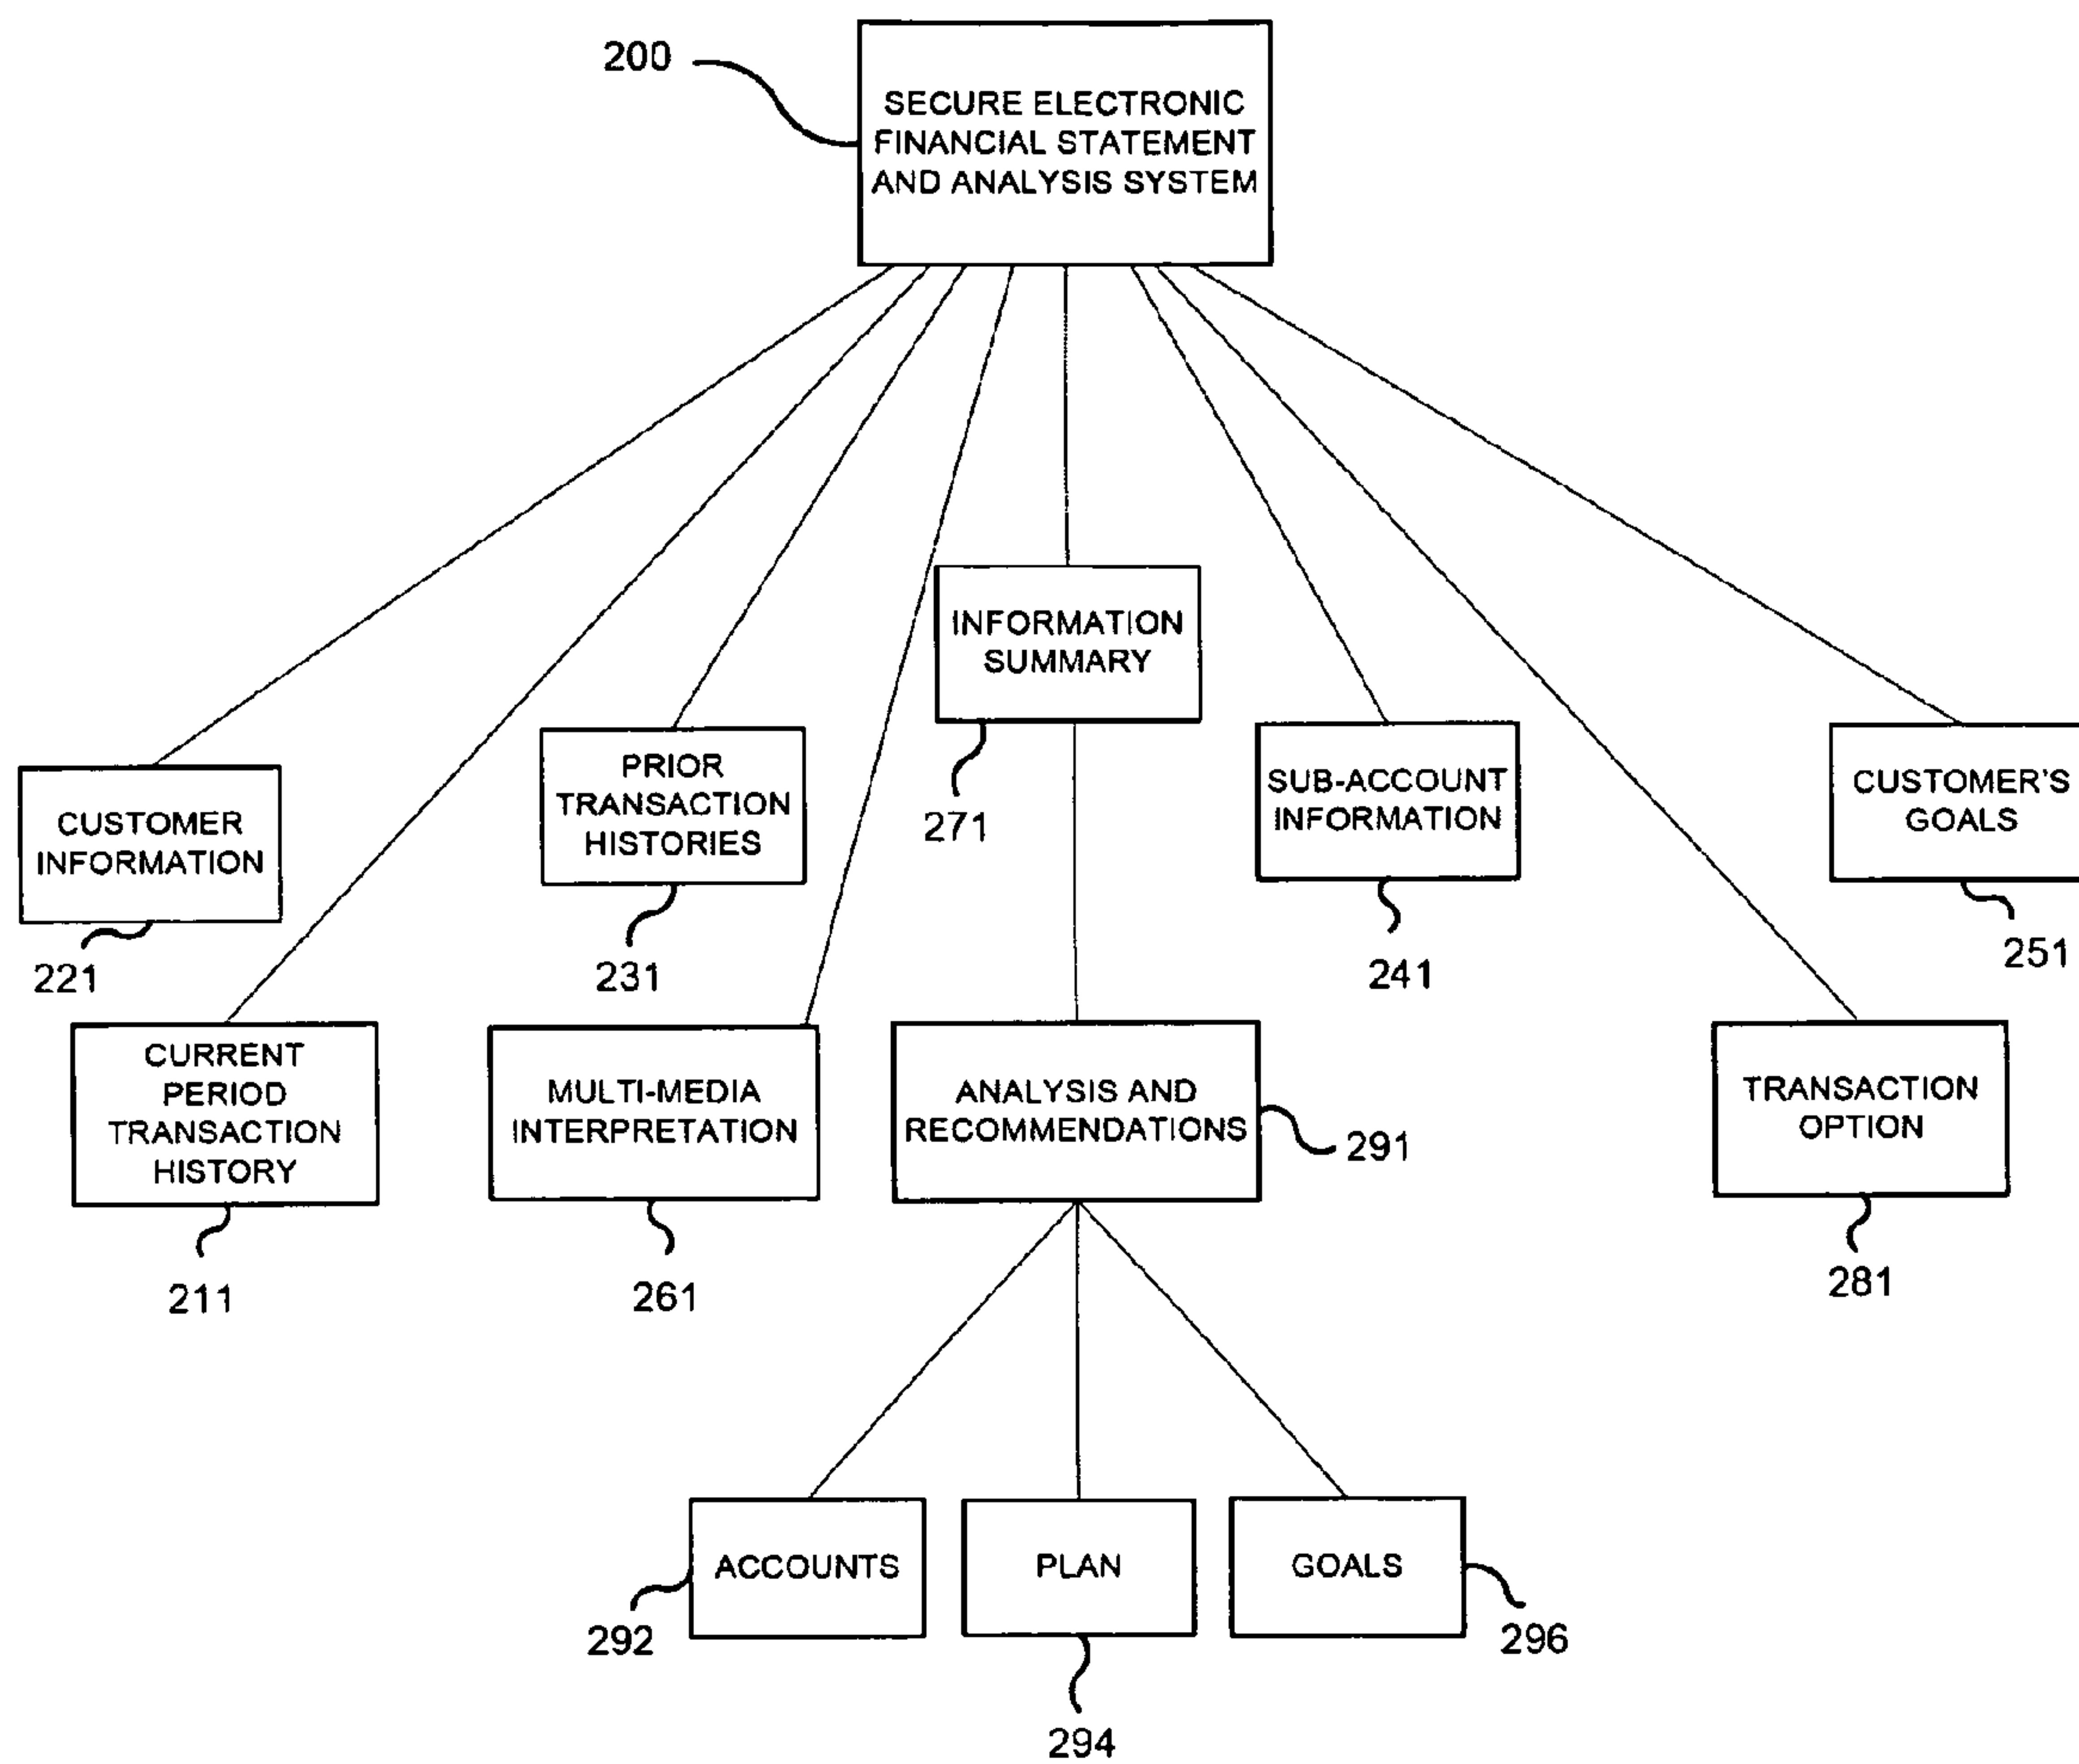 200
SECURE ELECTRONIC
FINANCIAL STATEMENT
AND ANALYSIS SYSTEM
INFORMATION
SUMMARY
271
PRIOR
TRANSACTION
HISTORIES
231
SUB-ACCOUNT
INFORMATION
241
CUSTOMER'S
GOALS
251
CUSTOMER
INFORMATION
221
CURRENT
PERIOD
TRANSACTION
HISTORY
211
MULTI-MEDIA
INTERPRETATION
261
ANALYSIS AND
RECOMMENDATIONS
291
TRANSACTION
OPTION
281
ACCOUNTS
292
PLAN
294
GOALS
296